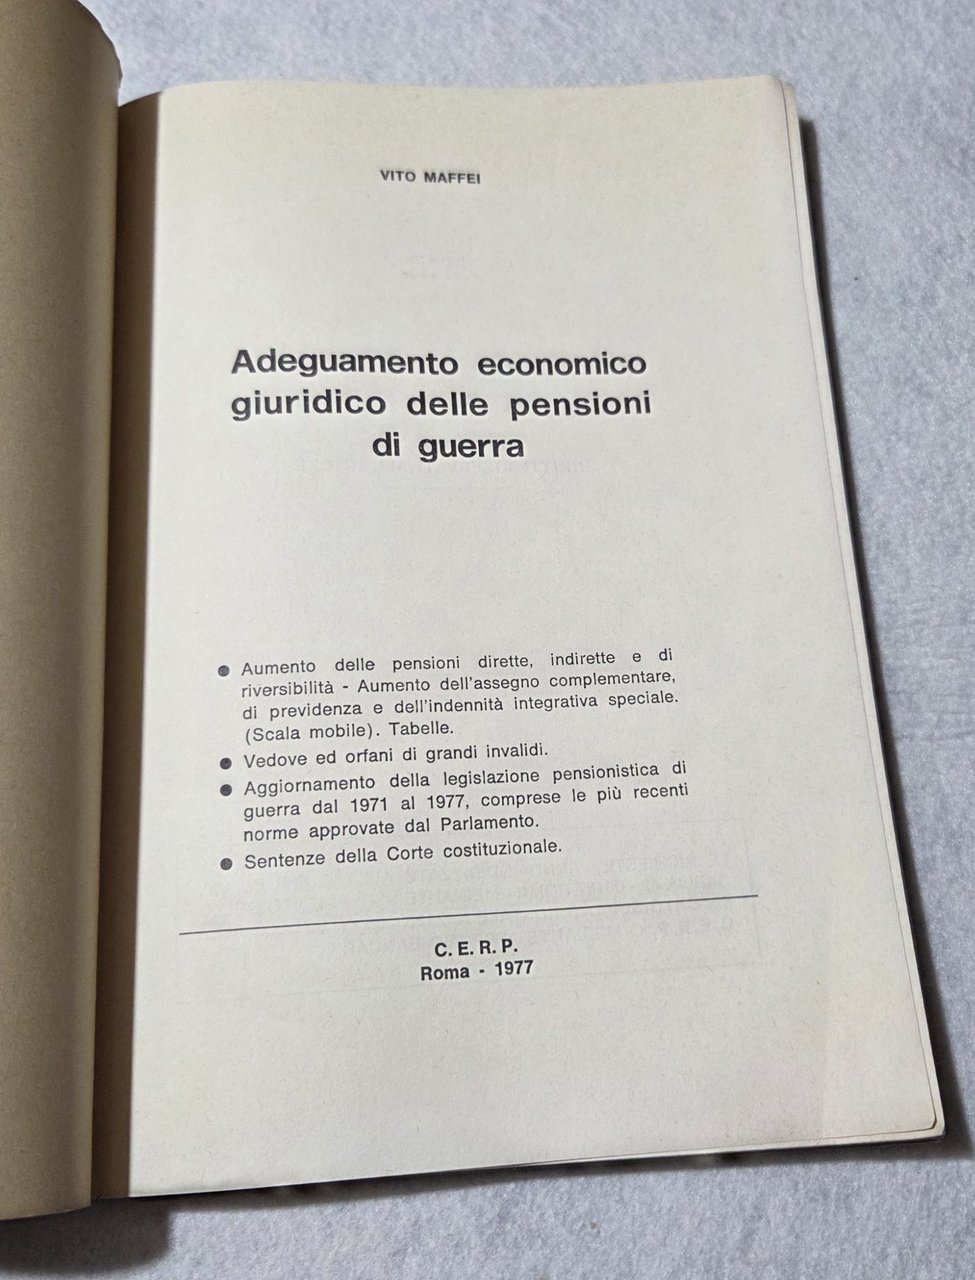 VITO MAFFEI
Adeguamento economico
giuridico delle pensioni
di guerra
● Aumento delle pensioni dirette, indirette e di
riversibilità - Aumento dell'assegno complementare,
di previdenza e dell'indennità integrativa speciale.
(Scala mobile). Tabelle.
● Vedove ed orfani di grandi invalidi.
● Aggiornamento della legislazione pensionistica di
guerra dal 1971 al 1977, comprese le più recenti
norme approvate dal Parlamento.
● Sentenze della Corte costituzionale.
C. E. R. P.
Roma - 1977